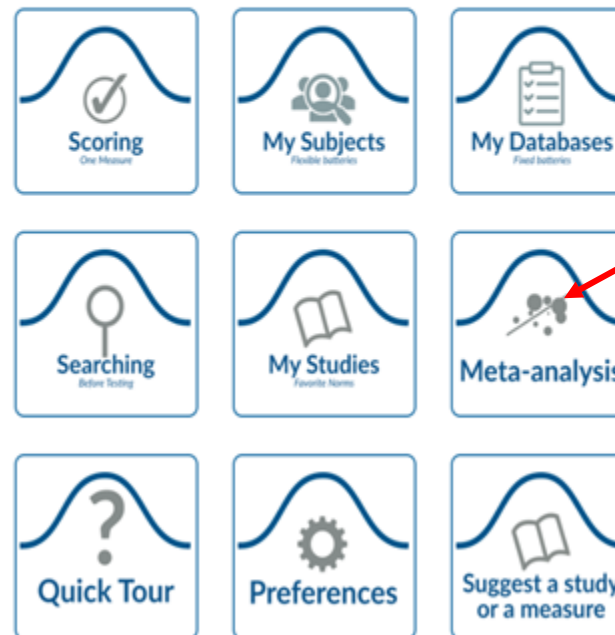 Scoring
One Measure
My Subjects
Flexible batteries
My Databases
Fixed batteries
Searching
Before Testing
My Studies
Favorite Norms
Meta-analysis
?
Quick Tour
Preferences
Suggest a study
or a measure